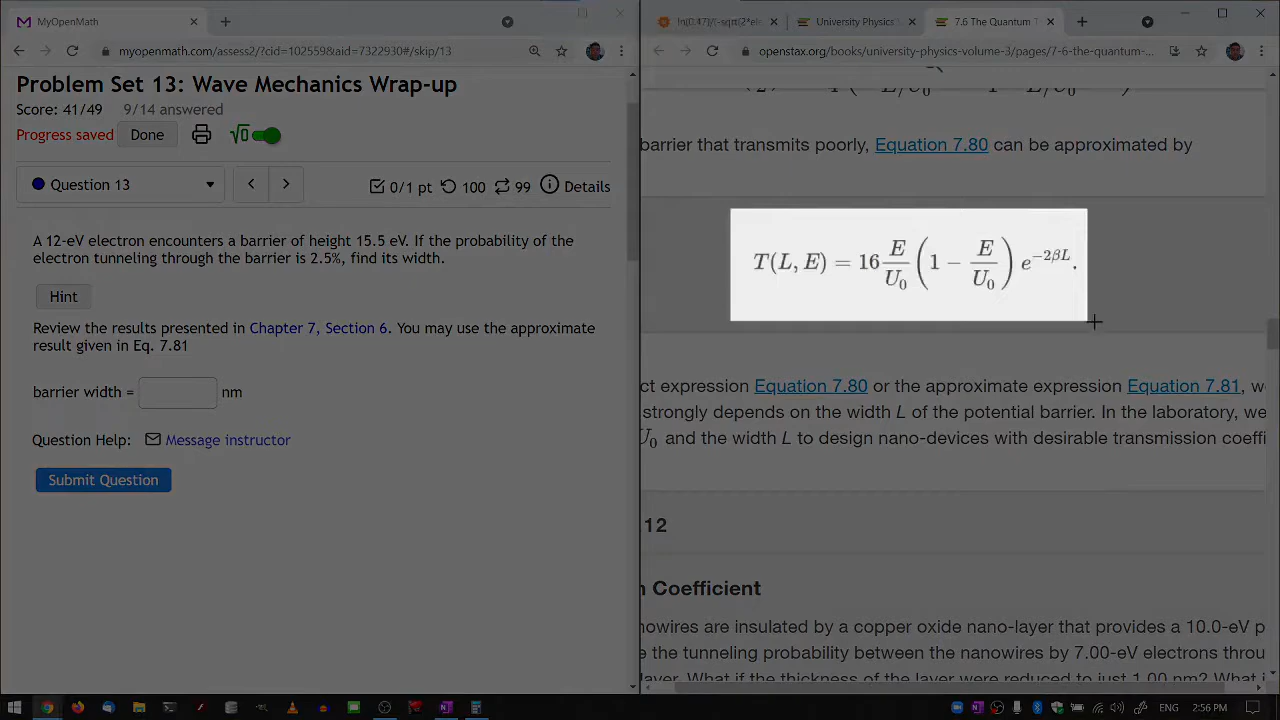 MyOpenMath
myopenmath.com/assess2/?cid=102559&aid=7322930#/skip/13
Problem Set 13: Wave Mechanics Wrap-up
Score: 41/49 9/14 answered
Progress saved Done √0
Question 13
0/1 pt 100 99 Details
A 12-eV electron encounters a barrier of height 15.5 eV. If the probability of the
electron tunneling through the barrier is 2.5%, find its width.
Hint
Review the results presented in Chapter 7, Section 6. You may use the approximate
result given in Eq. 7.81
barrier width = nm
Question Help: Message instructor
Submit Question
University Physics
7.6 The Quantum T
openstax.org/books/university-physics-volume-3/pages/7-6-the-quantum-...
barrier that transmits poorly, Equation 7.80 can be approximated by
T(L, E) = 16 E/U₀ (1 − E/U₀) e^−2βL.
ct expression Equation 7.80 or the approximate expression Equation 7.81, we
strongly depends on the width L of the potential barrier. In the laboratory, we
U₀ and the width L to design nano-devices with desirable transmission coeffi
.12
n Coefficient
nowires are insulated by a copper oxide nano-layer that provides a 10.0-eV p
e the tunneling probability between the nanowires by 7.00-eV electrons throu
layer. What if the thickness of the layer were reduced to just 1.00 nm? What i
ENG 2:56 PM